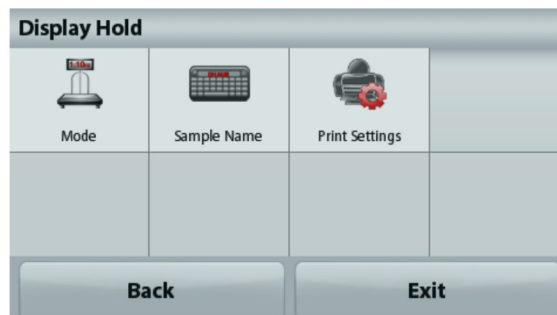 Display Hold
Mode
Sample Name
Print Settings
Back
Exit